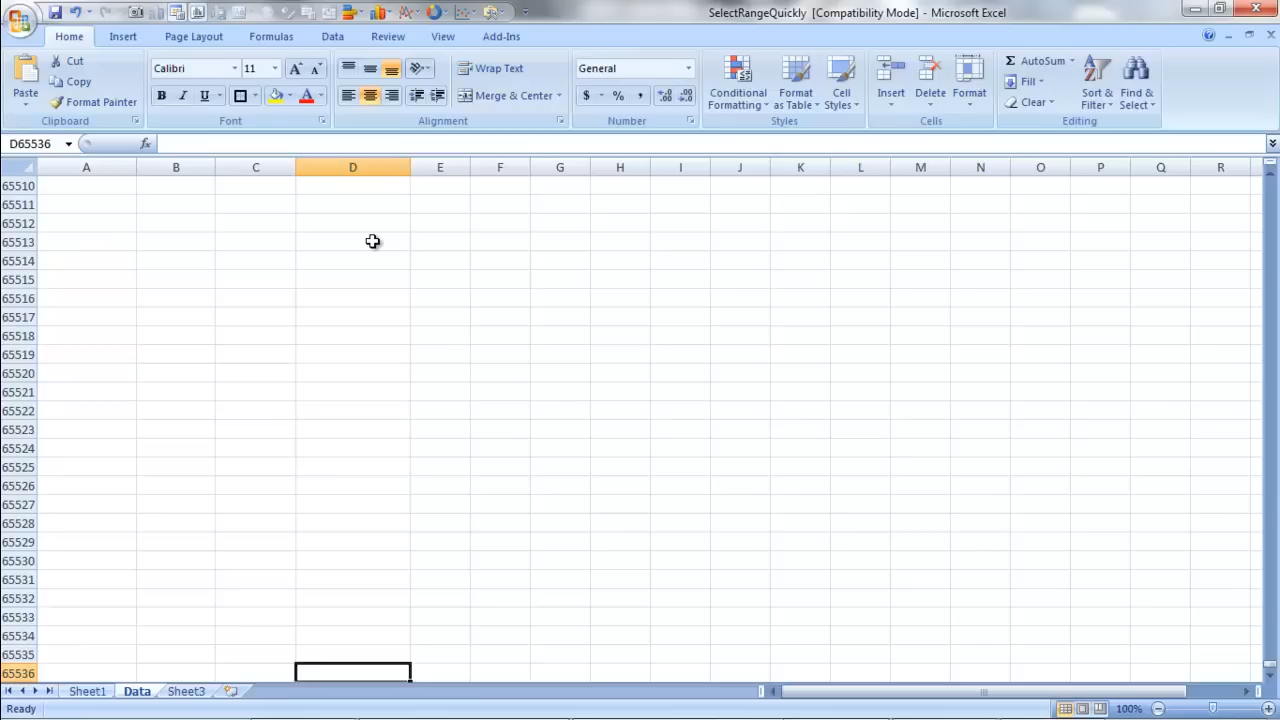 SelectRangeQuickly [Compatibility Mode] - Microsoft Excel
Home Insert Page Layout Formulas Data Review View Add-Ins
Paste
Cut
Copy
Format Painter
Clipboard
Calibri 11
B I U A
Font
Wrap Text
Merge & Center
Alignment
General
$ % ,
Number
Conditional Formatting
Format as Table
Cell Styles
Styles
Insert Delete Format
Cells
Σ AutoSum
Fill
Clear
Sort & Filter
Find & Select
Editing
D65536 fx
A B C D E F G H I J K L M N O P Q R
65510
65511
65512
65513
65514
65515
65516
65517
65518
65519
65520
65521
65522
65523
65524
65525
65526
65527
65528
65529
65530
65531
65532
65533
65534
65535
65536
Sheet1 Data Sheet3
Ready 100%